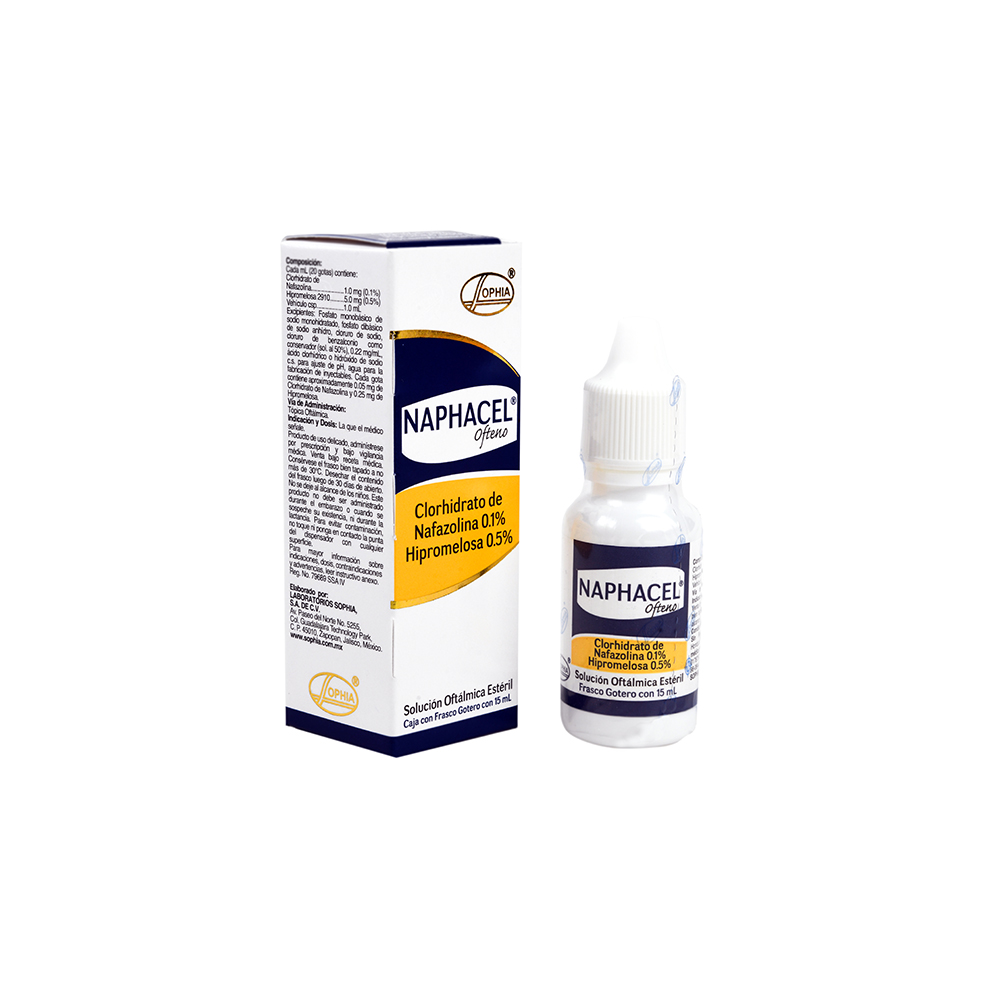 Composición:
Cada mL (20 gotas) contiene:
Clorhidrato de
Nafazolina..................1.0 mg (0.1%)
Hipromelosa 2910..........5.0 mg (0.5%)
Vehículo csp...............1.0 mL
Excipientes: Fosfato monobásico de
sodio monohidratado, fosfato dibásico
de sodio anhidro, cloruro de sodio,
cloruro de benzalconio como
conservador (sol. al 50%), 0.22 mg/mL,
ácido clorhídrico o hidróxido de sodio
c.s. para ajuste de pH, agua para la
fabricación de inyectables. Cada gota
contiene aproximadamente 0.05 mg de
Clorhidrato de Nafazolina y 0.25 mg de
Hipromelosa.
Vía de Administración:
Tópica Oftálmica.
Indicación y Dosis: La que el médico
señale.
Producto de uso delicado, adminístrese
por prescripción y bajo vigilancia
médica. Venta bajo receta médica.
Consérvese el frasco bien tapado a no
más de 30°C. Desechar el contenido
del frasco luego de 30 días de abierto.
No se deje al alcance de los niños. Este
producto no debe ser administrado
durante el embarazo o cuando se
sospeche su existencia, ni durante la
lactancia. Para evitar contaminación,
no toque ni ponga en contacto la punta
del dispensador con cualquier
superficie.
Para mayor información sobre
indicaciones, dosis, contraindicaciones
y advertencias, leer instructivo anexo.
Reg. No. 79689 SSA IV
Elaborado por:
LABORATORIOS SOPHIA,
S.A. DE C.V.
Av. Paseo del Norte No. 5255,
Col. Guadalajara Technology Park,
C. P. 45010, Zapopan, Jalisco, México.
www.sophia.com.mx
SOPHIA®
SOPHIA®
NAPHACEL®
Ofteno
Clorhidrato de
Nafazolina 0.1%
Hipromelosa 0.5%
Solución Oftálmica Estéril
Caja con Frasco Gotero con 15 mL
NAPHACEL®
Ofteno
Clorhidrato de
Nafazolina 0.1%
Hipromelosa 0.5%
Solución Oftálmica Estéril
Frasco Gotero con 15 mL